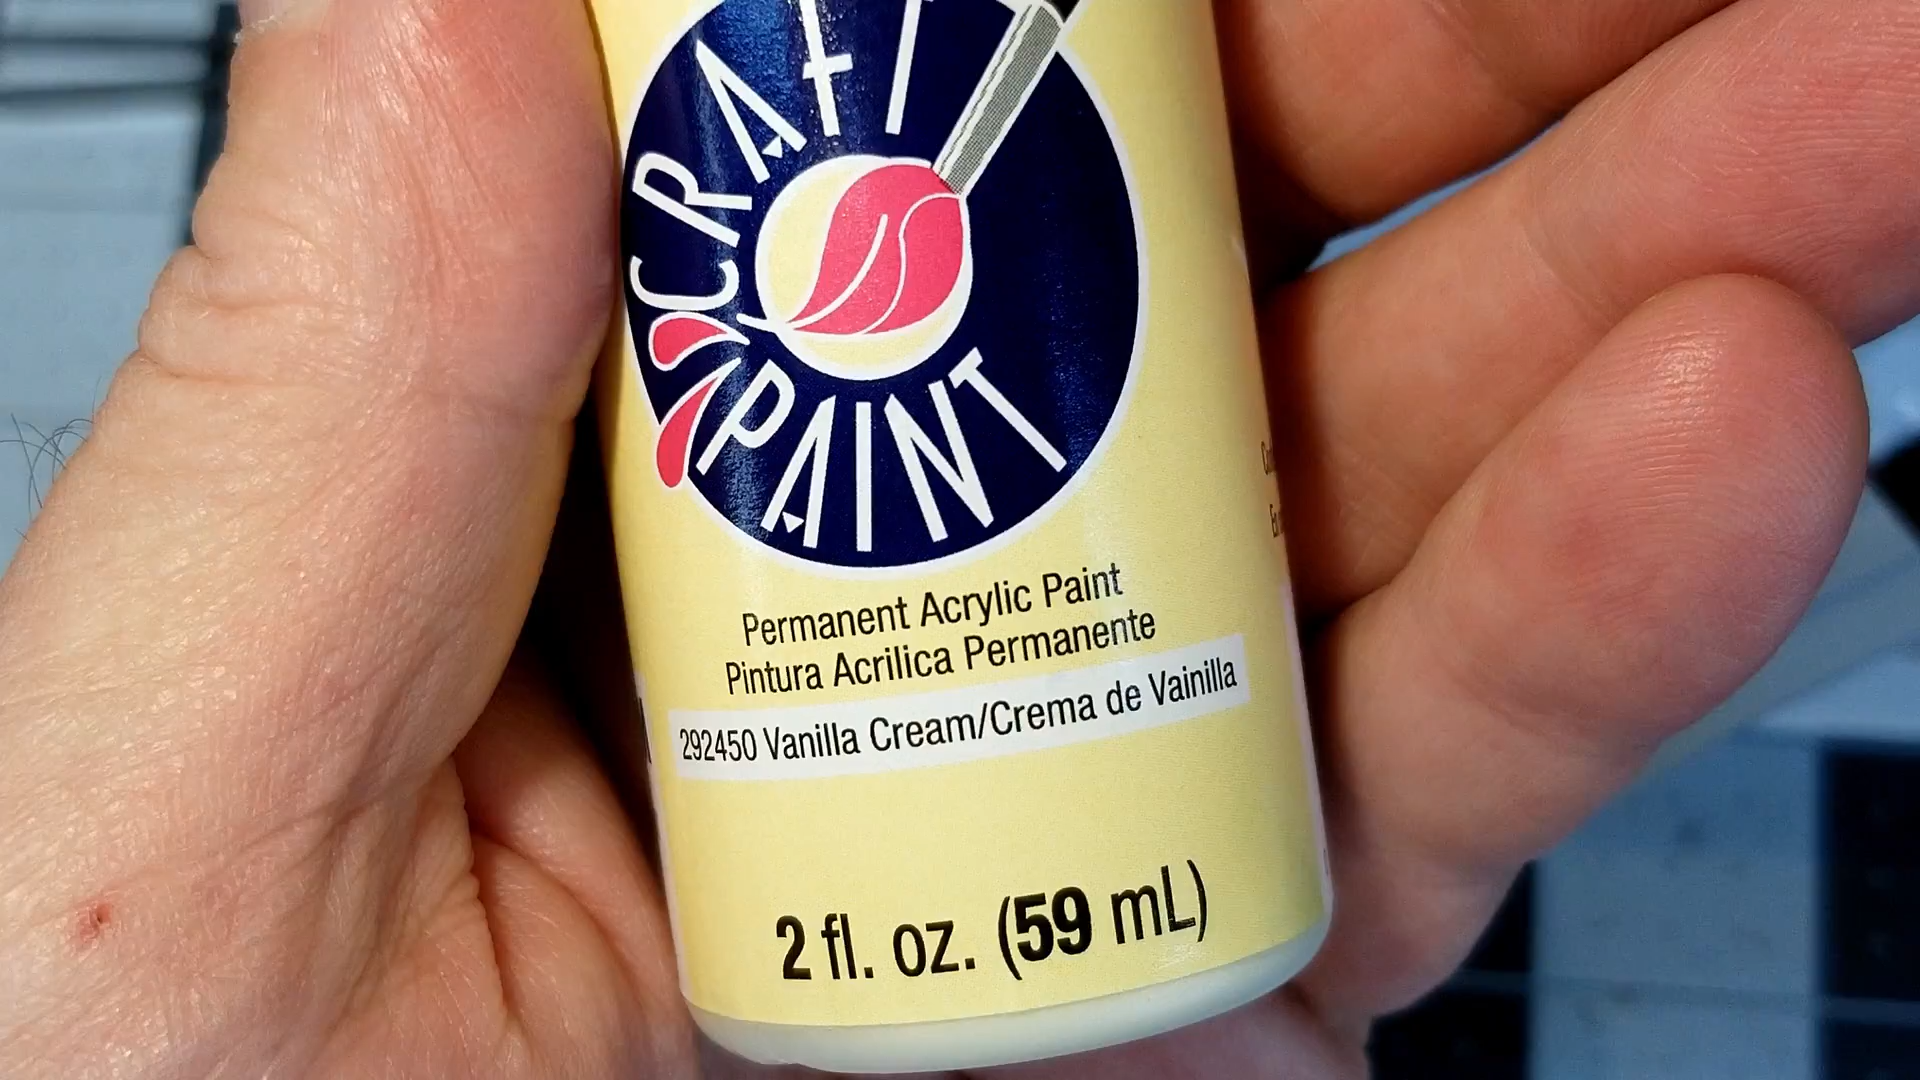 CRAFT
PAINT
Permanent Acrylic Paint
Pintura Acrilica Permanente
292450 Vanilla Cream/Crema de Vainilla
2 fl. oz. (59 mL)